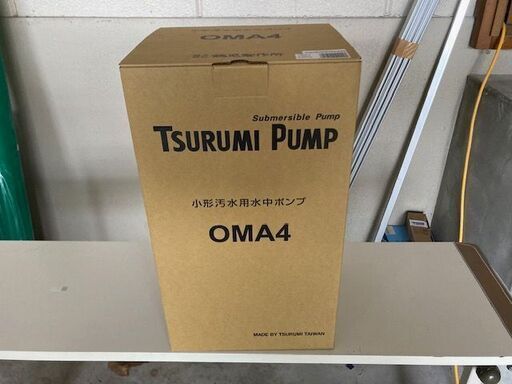 OMA4
Submersible Pump
TSURUMI PUMP
小形汚水用水中ポンプ
OMA4
MADE BY TSURUMI TAIWAN